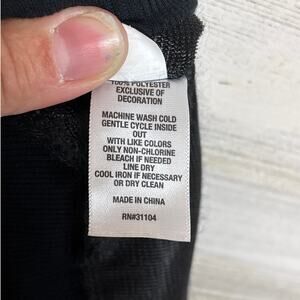 100% POLYESTER
EXCLUSIVE OF
DECORATION
MACHINE WASH COLD
GENTLE CYCLE INSIDE
OUT
WITH LIKE COLORS
ONLY NON-CHLORINE
BLEACH IF NEEDED
LINE DRY
COOL IRON IF NECESSARY
OR DRY CLEAN
MADE IN CHINA
RN#31104